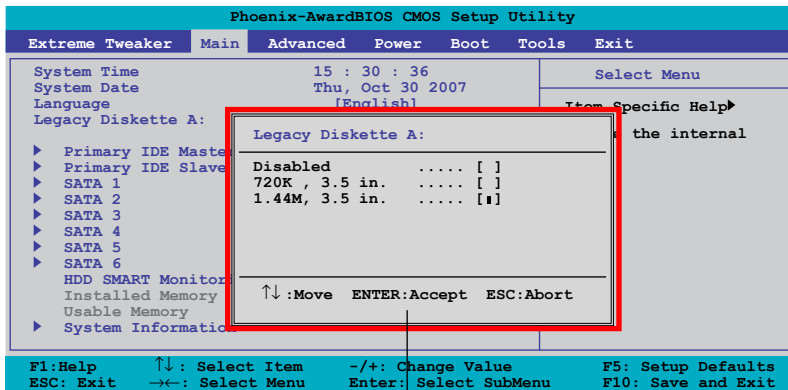 Phoenix-AwardBIOS CMOS Setup Utility
Extreme Tweaker Main Advanced Power Boot Tools Exit
System Time 15 : 30 : 36
System Date Thu, Oct 30 2007
Language [English]
Legacy Diskette A:
Primary IDE Master
Primary IDE Slave
SATA 1
SATA 2
SATA 3
SATA 4
SATA 5
SATA 6
HDD SMART Monitori
Installed Memory
Usable Memory
System Information
Select Menu
Item Specific Help
the internal
Legacy Diskette A:
Disabled ..... [ ]
720K , 3.5 in. ..... [ ]
1.44M, 3.5 in. ..... [▮]
↑↓ :Move ENTER:Accept ESC:Abort
F1:Help ↑↓ : Select Item -/+: Change Value F5: Setup Defaults
ESC: Exit →← : Select Menu Enter: Select SubMenu F10: Save and Exit